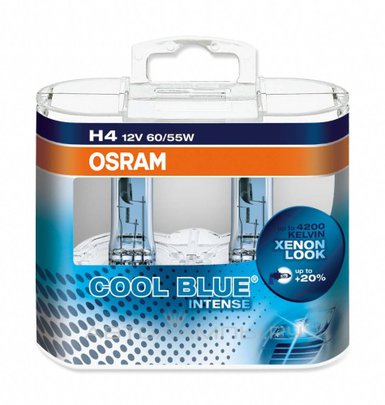 H4 12V 60/55W
OSRAM
up to 4200
KELVIN
XENON
LOOK
up to
+20%
COOL BLUE®
INTENSE